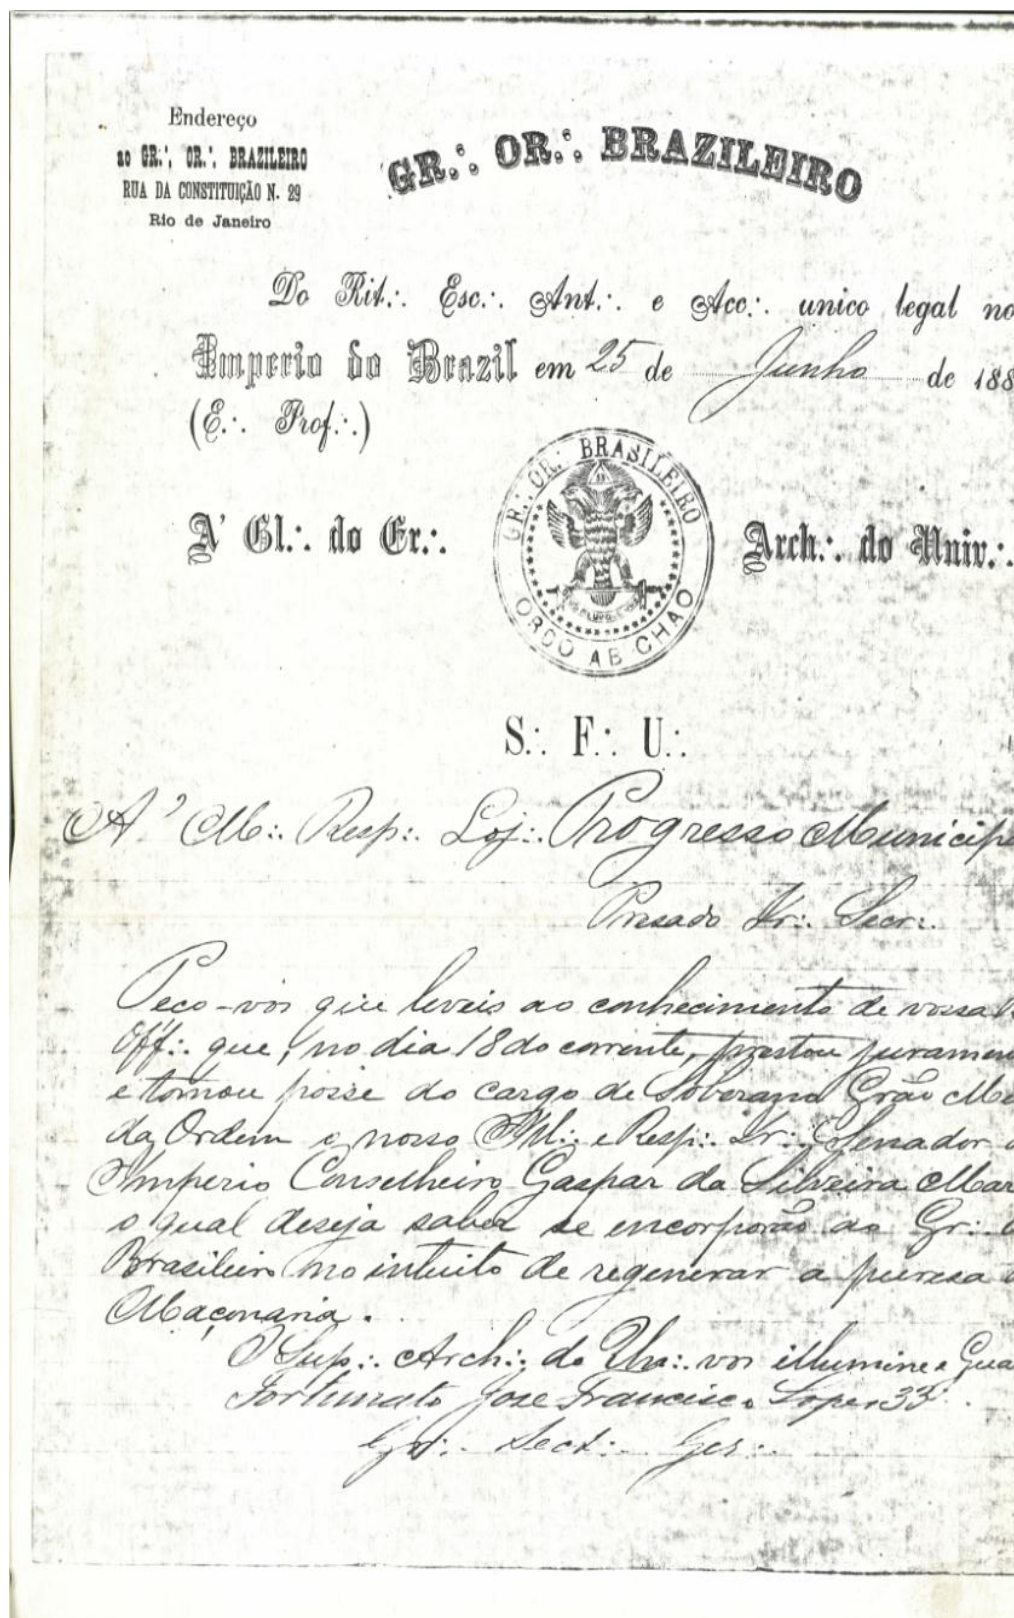 Endereço
ao GR.·. OR.·. BRAZILEIRO
RUA DA CONSTITUIÇÃO N. 29
Rio de Janeiro
GR.·. OR.·. BRAZILEIRO
Do Rit.·. Esc.·. Ant.·. e Acc.·. unico legal no
Imperio do Brazil em 25 de Junho de 188
(E.·. Prof.·.)
GR.·. OR.·. BRASILEIRO
ORDO AB CHAO
A' Gl.·. do Gr.·. Arch.·. do Univ.·.
S.·. F.·. U.·.
A' M.·. Resp.·. Loj.·. Progresso Municip
Presado Ir.·. Secr.·.
Peço-vos que leveis ao conhecimento de vossa
Off.·. que, no dia 18 do corrente, prestou juramen
e tomou posse do cargo de Soberano Grão Me
da Ordem o nosso Ill.·. e Resp.·. Ir.·. Senador
Imperio Conselheiro Gaspar da Silveira Mar
o qual deseja saber se encorporão ao Gr.·.
Brasileiro no intuito de regenerar a puresa
Maçonaria.
O Sup.·. Arch.·. do Un.·. vos illumine e Gua
Fortunato José Francisco Lopes 33
Gr.·. Secr.·. Ger.·.